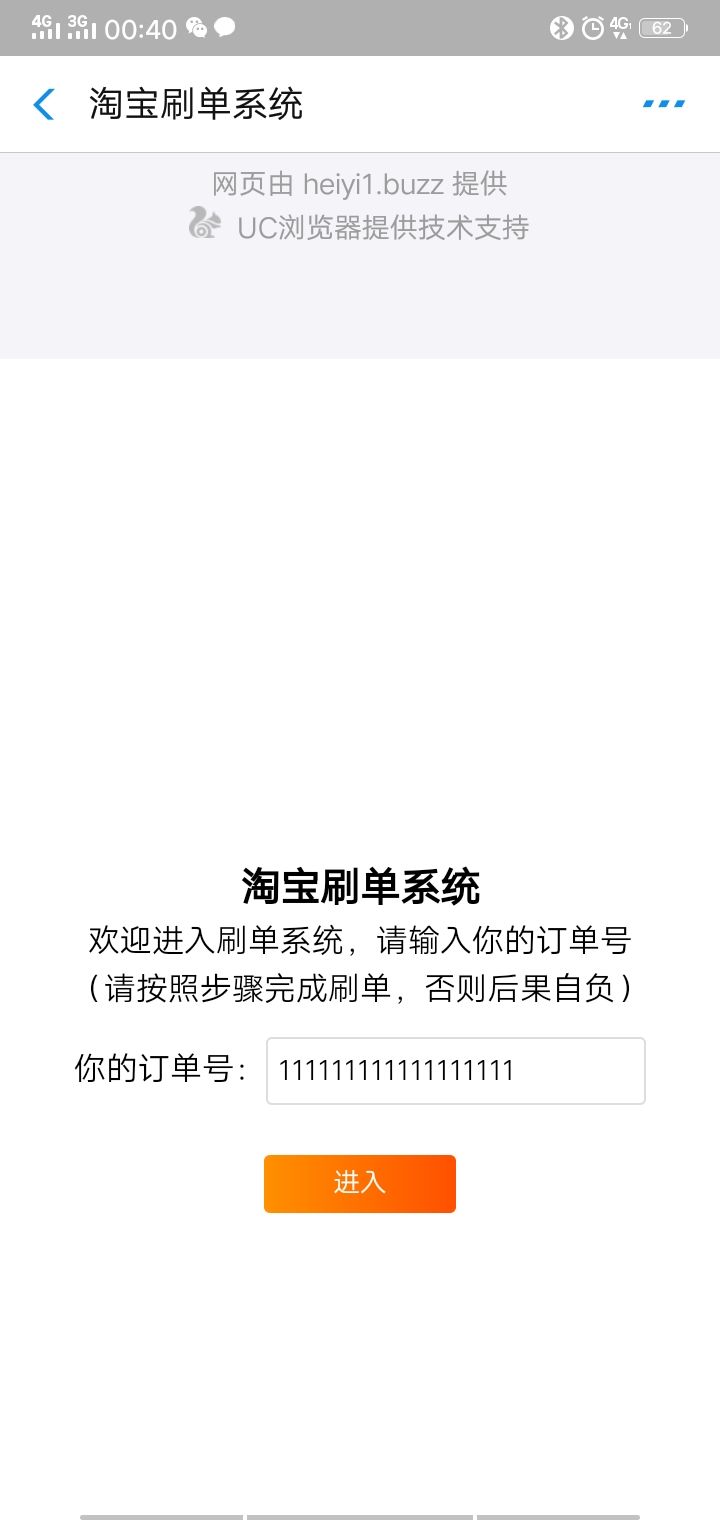 4G 3G 00:40 4G 62
淘宝刷单系统
网页由 heiyi1.buzz 提供
UC浏览器提供技术支持
淘宝刷单系统
欢迎进入刷单系统，请输入你的订单号
（请按照步骤完成刷单，否则后果自负）
你的订单号： 111111111111111111
进入